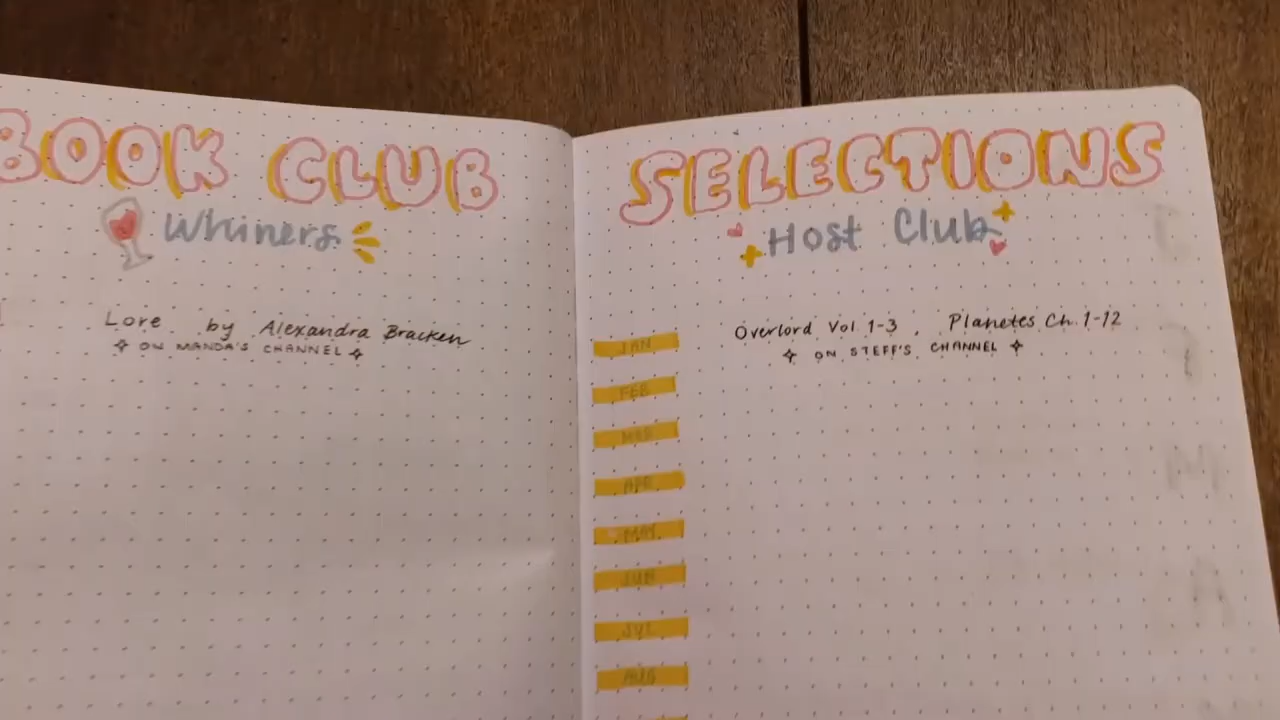 BOOK CLUB
Whiners
Lore by Alexandra Bracken
ON MANDA'S CHANNEL
SELECTIONS
Host Club
JAN
Overlord Vol. 1-3, Planetes Ch. 1-12
ON STEFF'S CHANNEL
FEB
MAR
APR
MAY
JUN
JUL
AUG